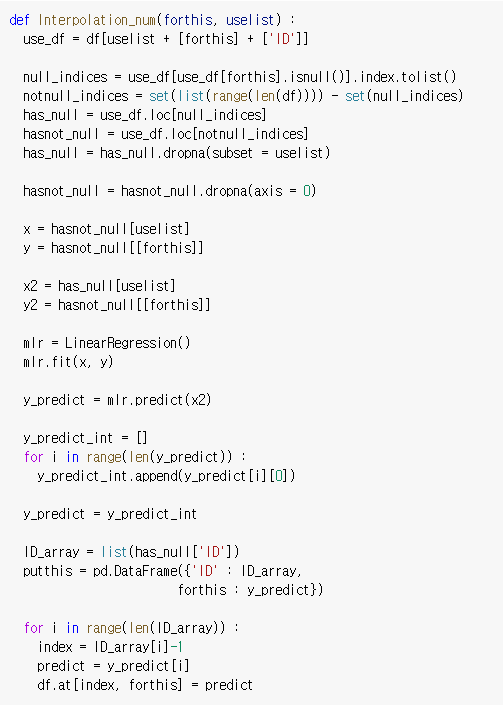 def Interpolation_num(forthis, uselist) :
  use_df = df[uselist + [forthis] + ['ID']]

  null_indices = use_df[use_df[forthis].isnull()].index.tolist()
  notnull_indices = set(list(range(len(df)))) - set(null_indices)
  has_null = use_df.loc[null_indices]
  hasnot_null = use_df.loc[notnull_indices]
  has_null = has_null.dropna(subset = uselist)

  hasnot_null = hasnot_null.dropna(axis = 0)

  x = hasnot_null[uselist]
  y = hasnot_null[[forthis]]

  x2 = has_null[uselist]
  y2 = hasnot_null[[forthis]]

  mlr = LinearRegression()
  mlr.fit(x, y)

  y_predict = mlr.predict(x2)

  y_predict_int = []
  for i in range(len(y_predict)) :
    y_predict_int.append(y_predict[i][0])

  y_predict = y_predict_int

  ID_array = list(has_null['ID'])
  putthis = pd.DataFrame({'ID' : ID_array,
                          forthis : y_predict})

  for i in range(len(ID_array)) :
    index = ID_array[i]-1
    predict = y_predict[i]
    df.at[index, forthis] = predict